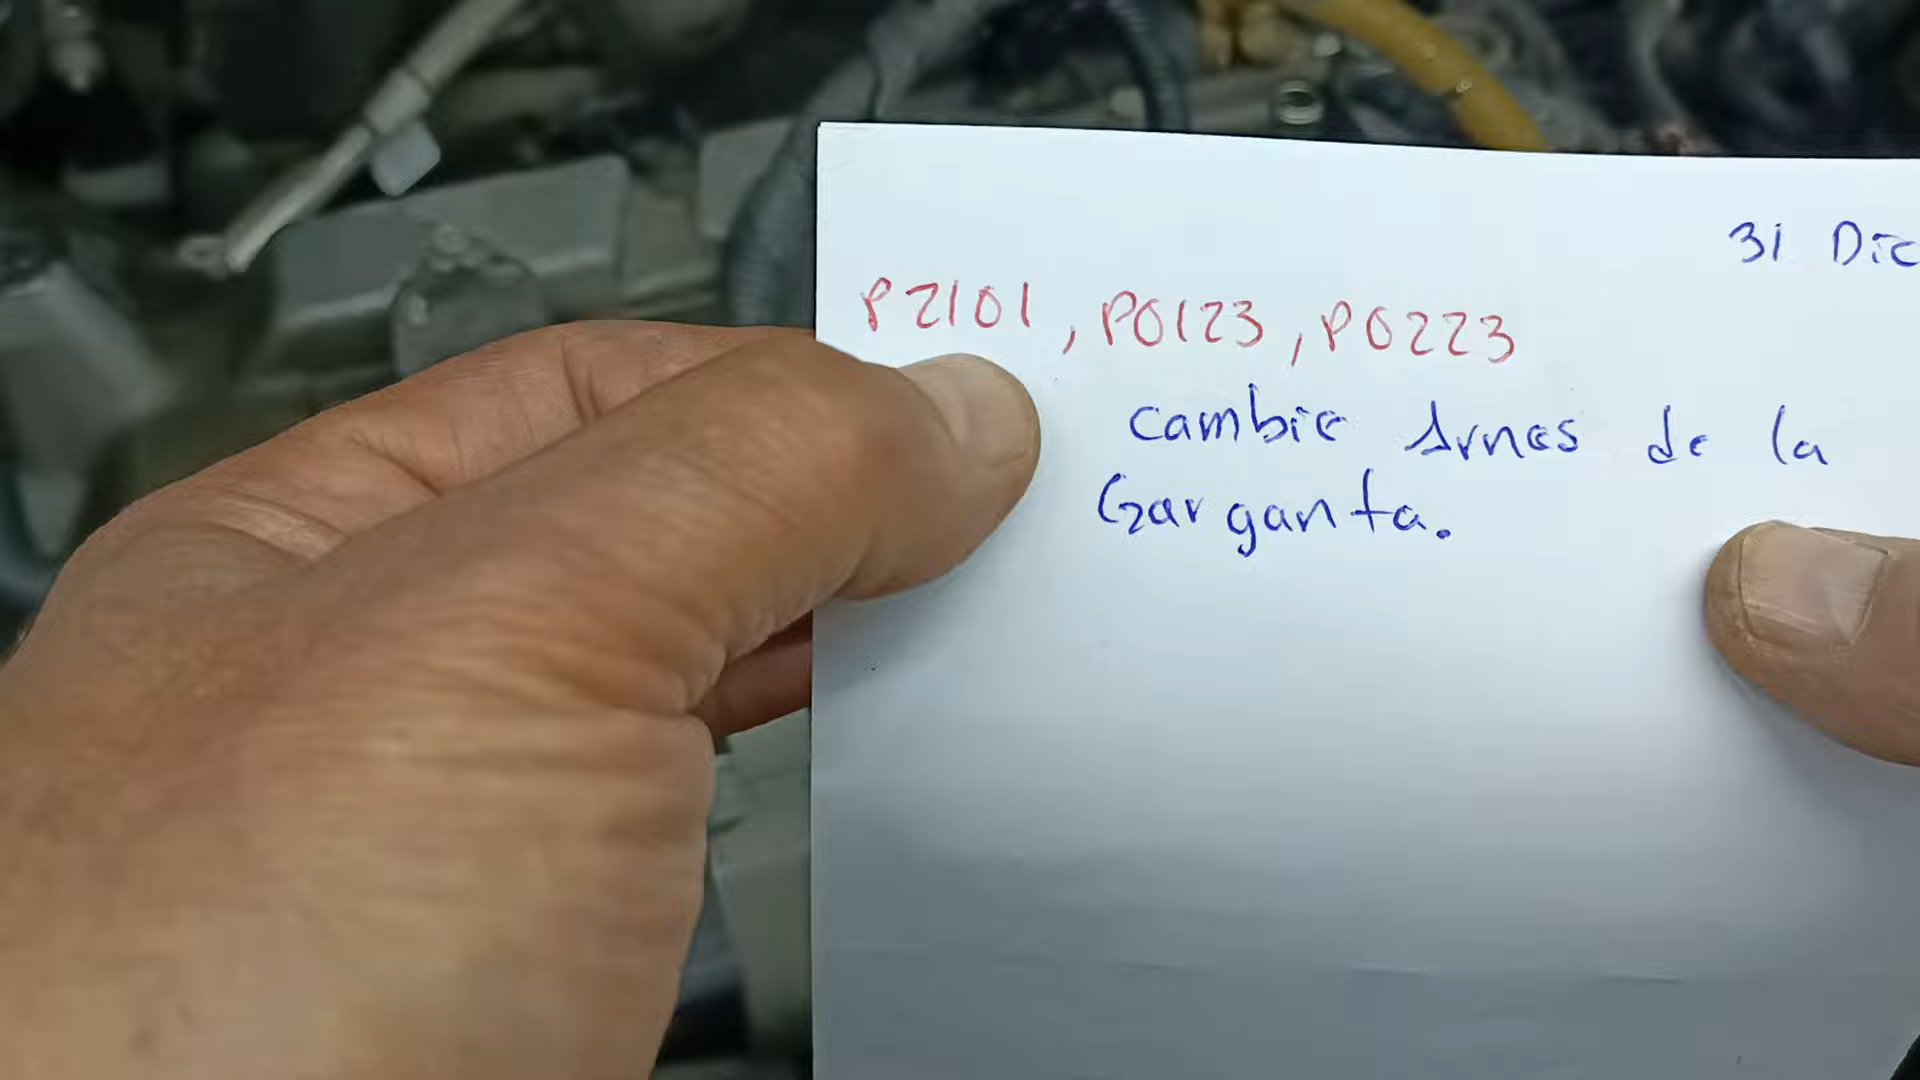 31 Dic
P2101, P0123, P0223
cambie Arnes de la
Garganta.